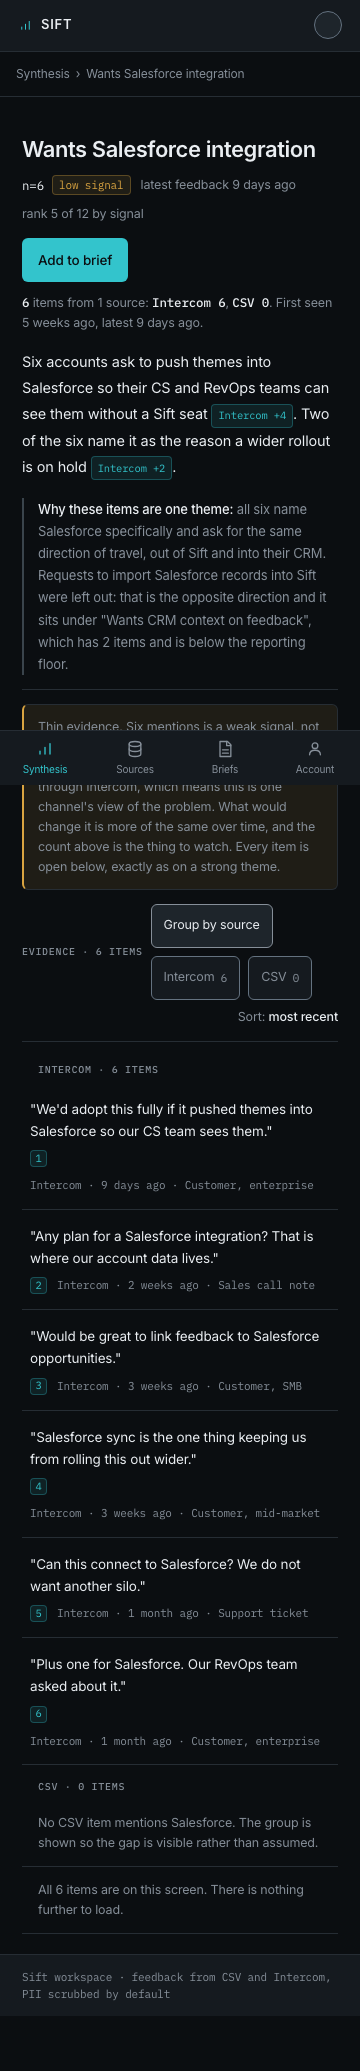 SIFT
Synthesis › Wants Salesforce integration
Wants Salesforce integration
n=6 low signal latest feedback 9 days ago
rank 5 of 12 by signal
Add to brief
6 items from 1 source: Intercom 6, CSV 0. First seen
5 weeks ago, latest 9 days ago.
Six accounts ask to push themes into
Salesforce so their CS and RevOps teams can
see them without a Sift seat Intercom +4. Two
of the six name it as the reason a wider rollout
is on hold Intercom +2.
Why these items are one theme: all six name
Salesforce specifically and ask for the same
direction of travel, out of Sift and into their CRM.
Requests to import Salesforce records into Sift
were left out: that is the opposite direction and it
sits under "Wants CRM context on feedback",
which has 2 items and is below the reporting
floor.
Thin evidence. Six mentions is a weak signal, not
Synthesis Sources Briefs Account
through Intercom, which means this is one
channel's view of the problem. What would
change it is more of the same over time, and the
count above is the thing to watch. Every item is
open below, exactly as on a strong theme.
EVIDENCE · 6 ITEMS
Group by source
Intercom 6 CSV 0
Sort: most recent
INTERCOM · 6 ITEMS
"We'd adopt this fully if it pushed themes into
Salesforce so our CS team sees them."
1
Intercom · 9 days ago · Customer, enterprise
"Any plan for a Salesforce integration? That is
where our account data lives."
2 Intercom · 2 weeks ago · Sales call note
"Would be great to link feedback to Salesforce
opportunities."
3 Intercom · 3 weeks ago · Customer, SMB
"Salesforce sync is the one thing keeping us
from rolling this out wider."
4
Intercom · 3 weeks ago · Customer, mid-market
"Can this connect to Salesforce? We do not
want another silo."
5 Intercom · 1 month ago · Support ticket
"Plus one for Salesforce. Our RevOps team
asked about it."
6
Intercom · 1 month ago · Customer, enterprise
CSV · 0 ITEMS
No CSV item mentions Salesforce. The group is
shown so the gap is visible rather than assumed.
All 6 items are on this screen. There is nothing
further to load.
Sift workspace · feedback from CSV and Intercom,
PII scrubbed by default